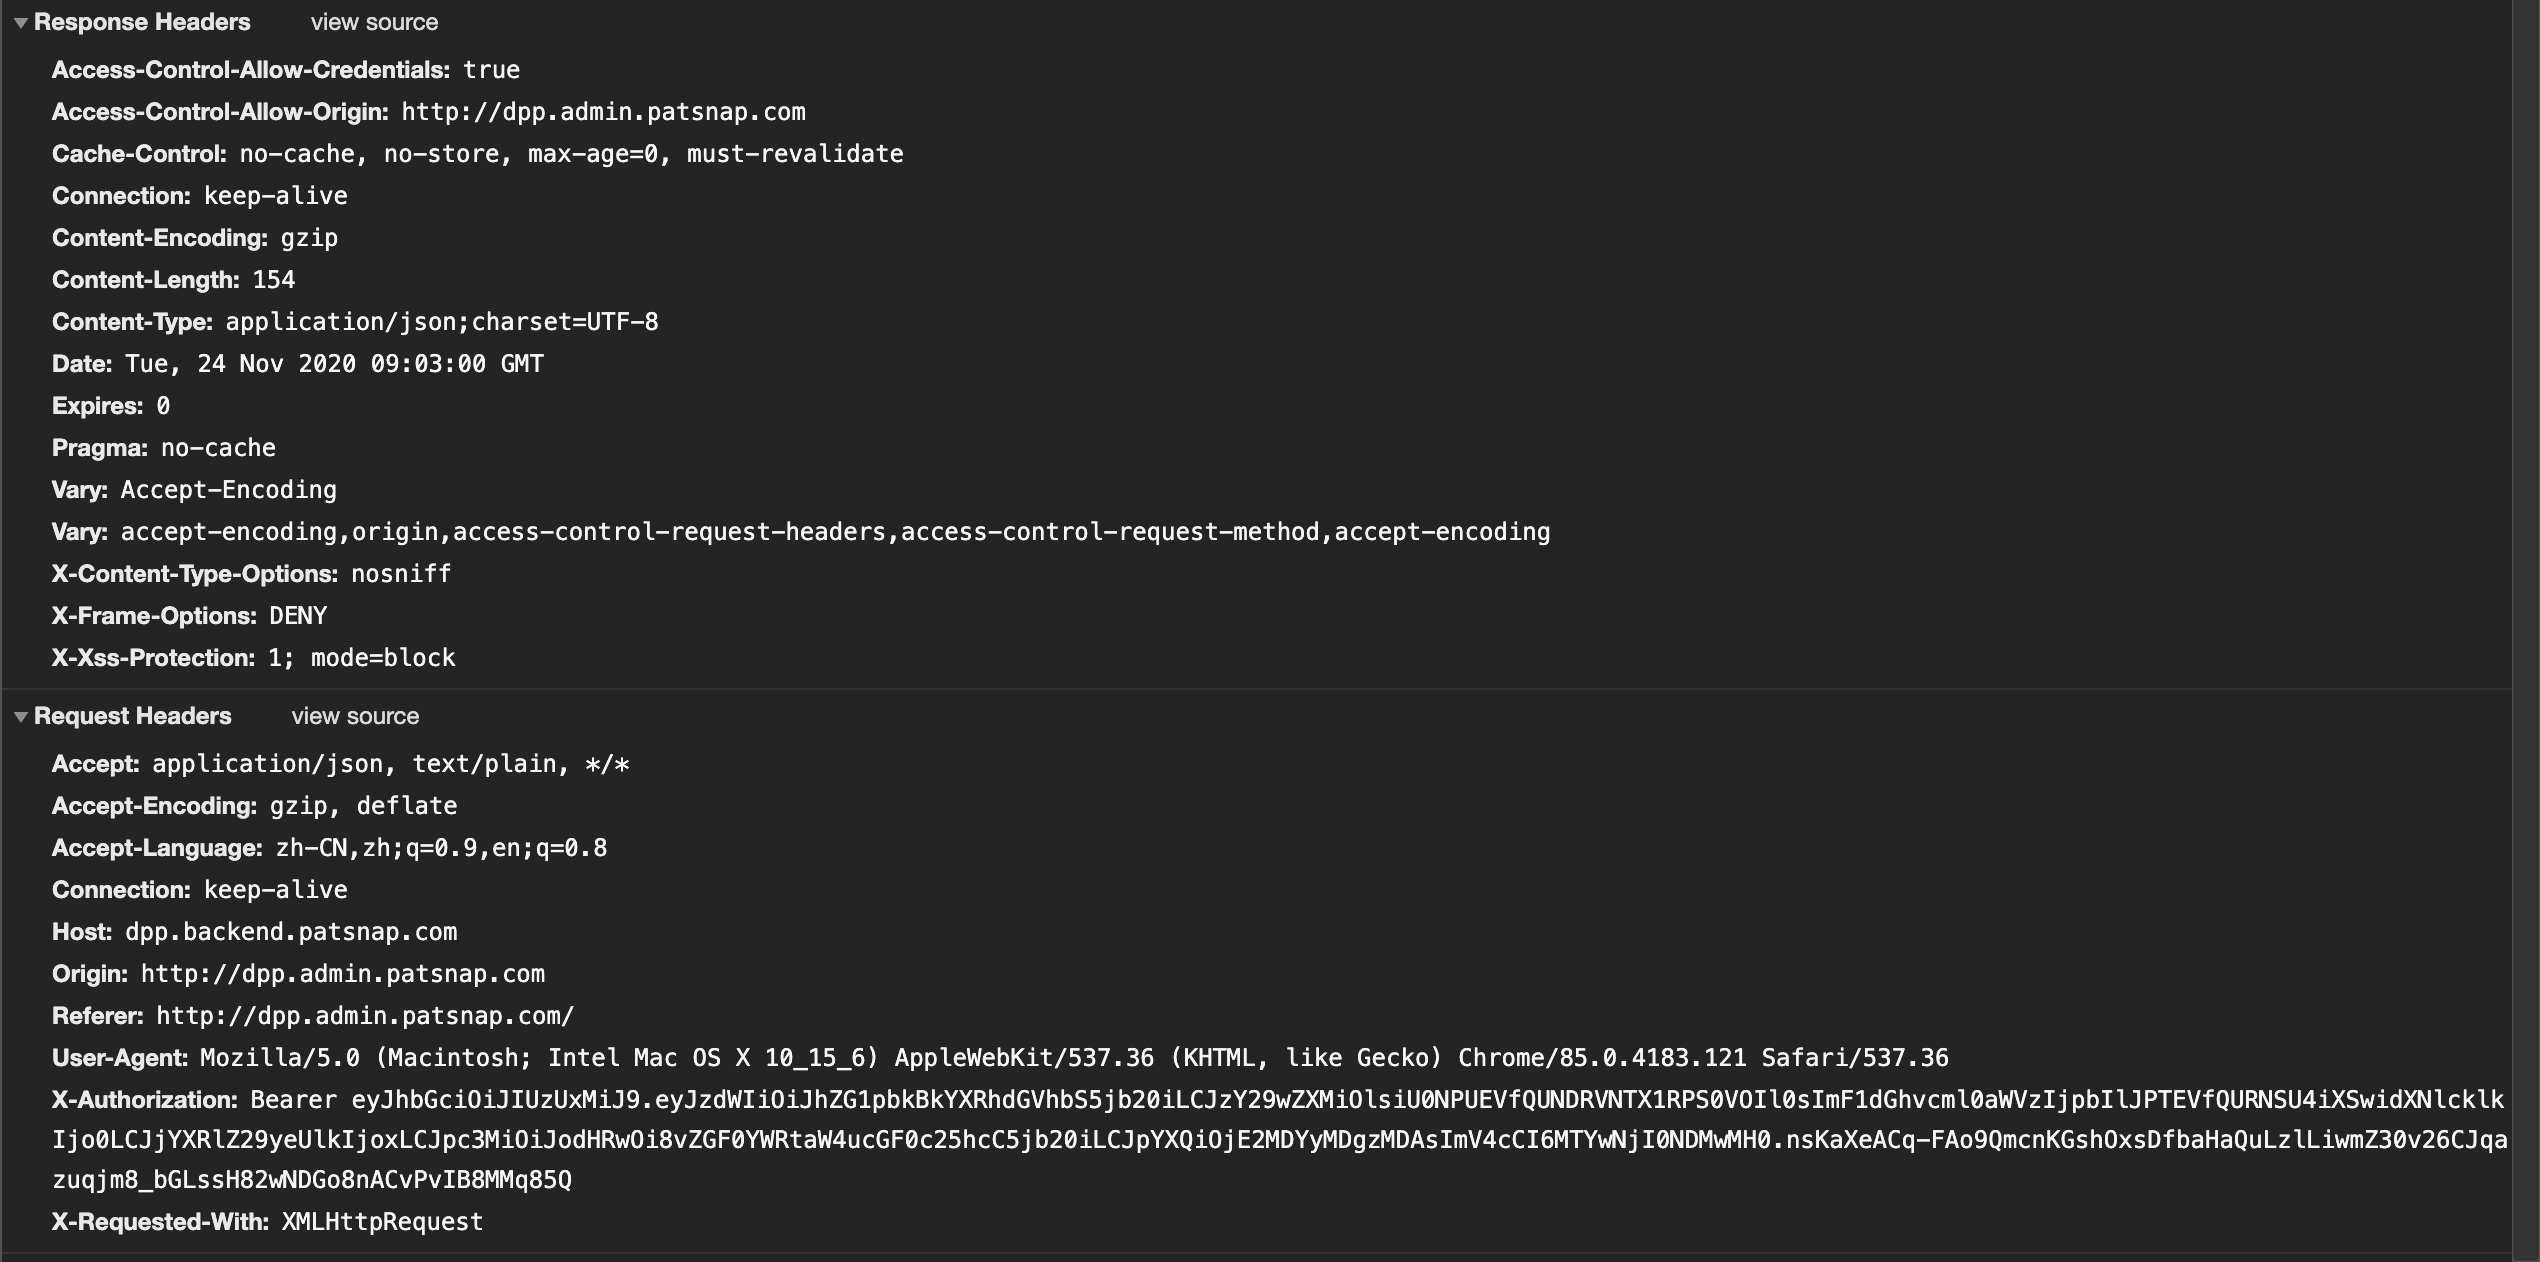 Response Headers view source
Access-Control-Allow-Credentials: true
Access-Control-Allow-Origin: http://dpp.admin.patsnap.com
Cache-Control: no-cache, no-store, max-age=0, must-revalidate
Connection: keep-alive
Content-Encoding: gzip
Content-Length: 154
Content-Type: application/json;charset=UTF-8
Date: Tue, 24 Nov 2020 09:03:00 GMT
Expires: 0
Pragma: no-cache
Vary: Accept-Encoding
Vary: accept-encoding,origin,access-control-request-headers,access-control-request-method,accept-encoding
X-Content-Type-Options: nosniff
X-Frame-Options: DENY
X-Xss-Protection: 1; mode=block
Request Headers view source
Accept: application/json, text/plain, */*
Accept-Encoding: gzip, deflate
Accept-Language: zh-CN,zh;q=0.9,en;q=0.8
Connection: keep-alive
Host: dpp.backend.patsnap.com
Origin: http://dpp.admin.patsnap.com
Referer: http://dpp.admin.patsnap.com/
User-Agent: Mozilla/5.0 (Macintosh; Intel Mac OS X 10_15_6) AppleWebKit/537.36 (KHTML, like Gecko) Chrome/85.0.4183.121 Safari/537.36
X-Authorization: Bearer eyJhbGciOiJIUzUxMiJ9.eyJzdWIiOiJhZG1pbkBkYXRhdGVhbS5jb20iLCJzY29wZXMiOlsiU0NPUEVfQUNDRVNTX1RPS0VOIl0sImF1dGhvcml0aWVzIjpbIlJPTEVfQURNSU4iXSwidXNlcklk
Ijo0LCJjYXRlZ29yeUlkIjoxLCJpc3MiOiJodHRwOi8vZGF0YWRtaW4ucGF0c25hcC5jb20iLCJpYXQiOjE2MDYyMDgzMDAsImV4cCI6MTYwNjI0NDMwMH0.nsKaXeACq-FAo9QmcnKGshOxsDfbaHaQuLzlLiwmZ30v26CJqa
zuqjm8_bGLssH82wNDGo8nACvPvIB8MMq85Q
X-Requested-With: XMLHttpRequest